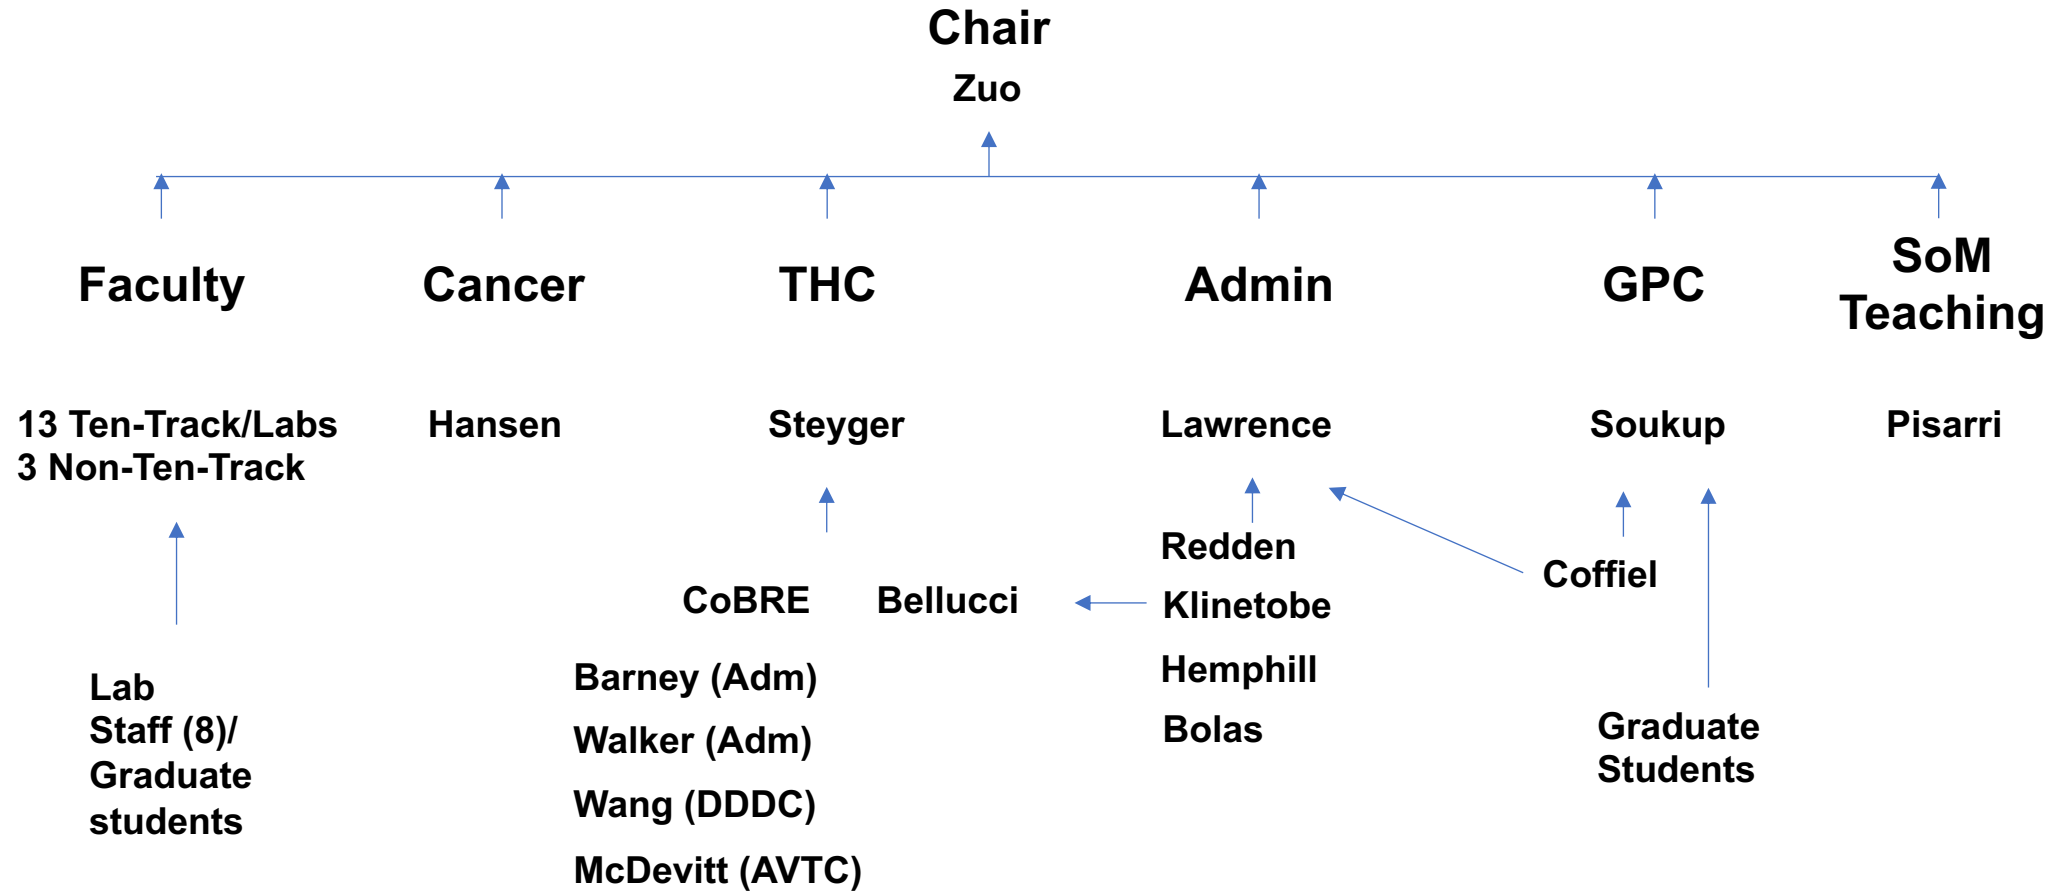 Chair
Zuo
Faculty
Cancer
THC
Admin
GPC
SoM
Teaching
13 Ten-Track/Labs
3 Non-Ten-Track
Hansen
Steyger
Lawrence
Soukup
Pisarri
Lab
Staff (8)/
Graduate
students
CoBRE
Bellucci
Barney (Adm)
Walker (Adm)
Wang (DDDC)
McDevitt (AVTC)
Redden
Klinetobe
Hemphill
Bolas
Coffiel
Graduate
Students